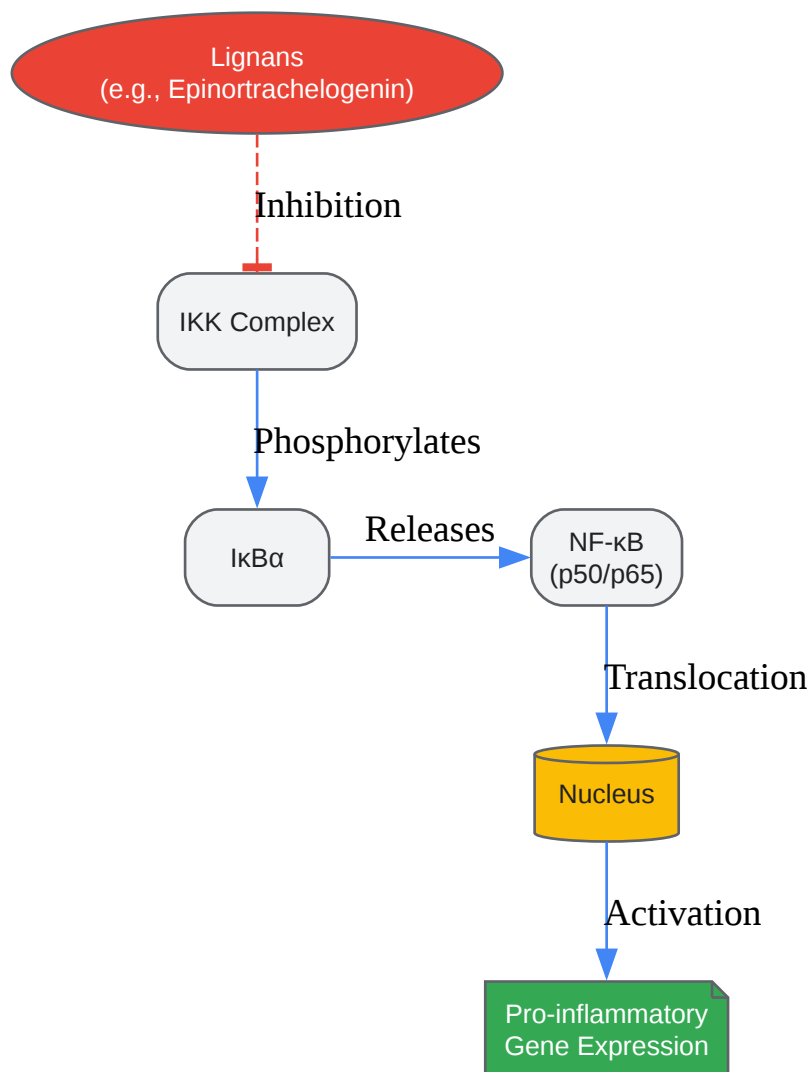 Lignans
(e.g., Epinortrachelogenin)
Inhibition
IKK Complex
Phosphorylates
IκBα
Releases
NF-κB
(p50/p65)
Translocation
Nucleus
Activation
Pro-inflammatory
Gene Expression